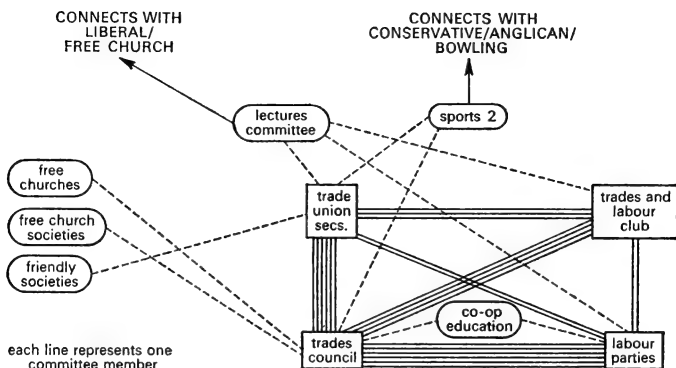 CONNECTS WITH
LIBERAL/
FREE CHURCH
CONNECTS WITH
CONSERVATIVE/ANGLICAN/
BOWLING
lectures
committee
sports 2
free
churches
free church
societies
friendly
societies
trade
union
secs.
trades and
labour
club
co-op
education
trades
council
labour
parties
each line represents one
committee member